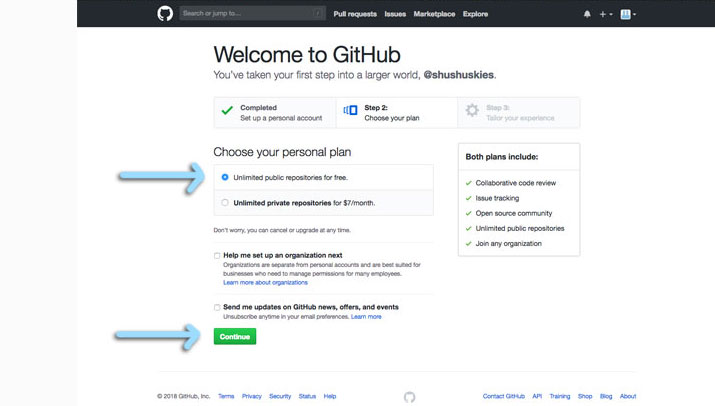 Search or jump to... /
Pull requests Issues Marketplace Explore
Welcome to GitHub
You've taken your first step into a larger world, @shushuskies.
Completed
Set up a personal account
Step 2:
Choose your plan
Step 3:
Tailor your experience
Choose your personal plan
Unlimited public repositories for free.
Unlimited private repositories for $7/month.
Don't worry, you can cancel or upgrade at any time.
Help me set up an organization next
Organizations are separate from personal accounts and are best suited for
businesses who need to manage permissions for many employees.
Learn more about organizations
Send me updates on GitHub news, offers, and events
Unsubscribe anytime in your email preferences. Learn more
Continue
Both plans include:
Collaborative code review
Issue tracking
Open source community
Unlimited public repositories
Join any organization
© 2018 GitHub, Inc. Terms Privacy Security Status Help
Contact GitHub API Training Shop Blog About